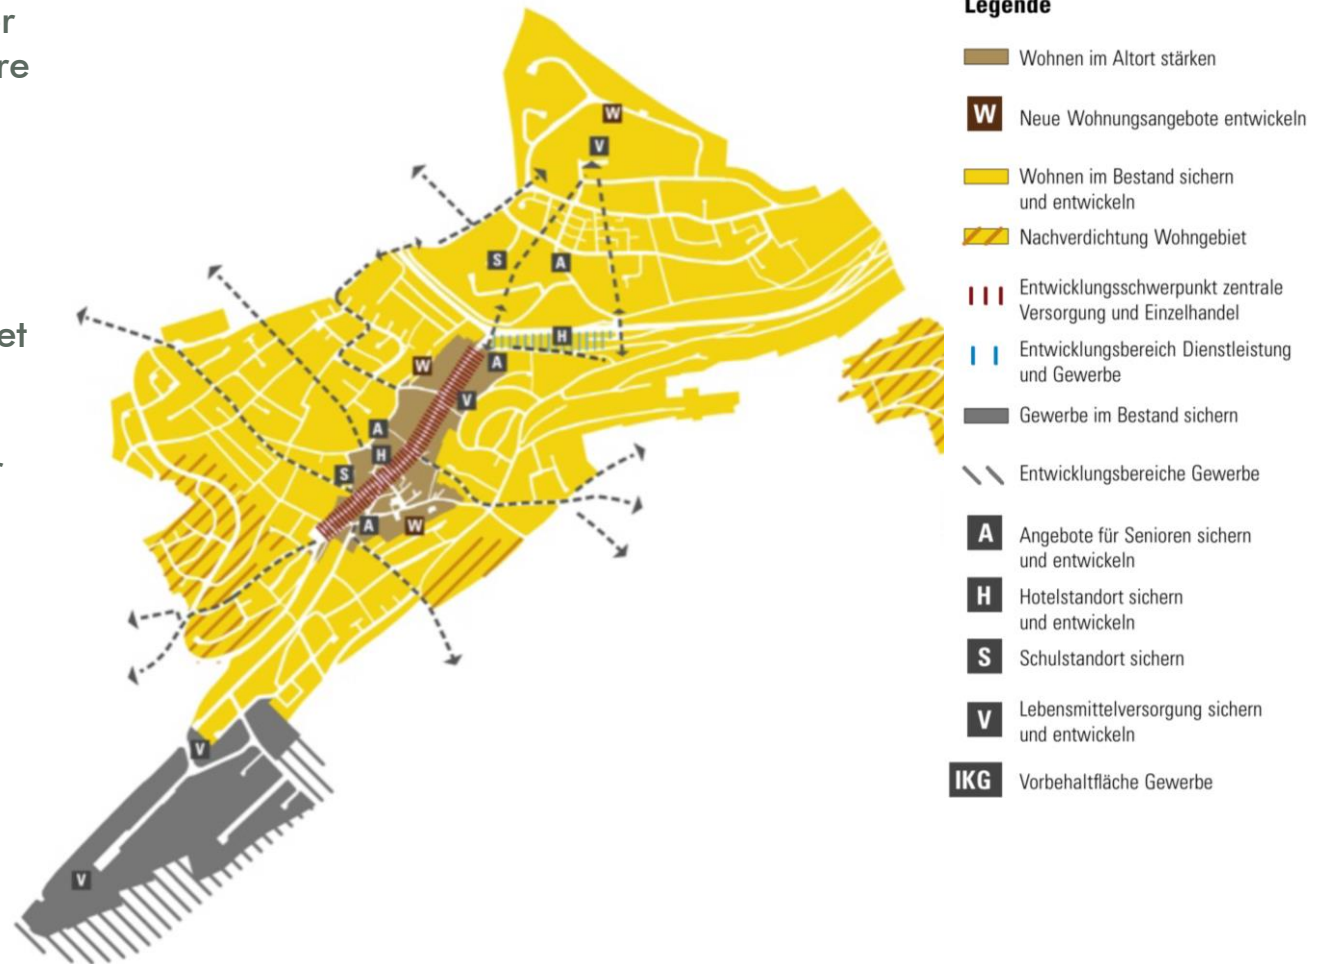 r
re
et
r
W
V
S
A
H
W
A
V
A
H
S
A
W
V
V
Legende
Wohnen im Altort stärken
W Neue Wohnungsangebote entwickeln
Wohnen im Bestand sichern
und entwickeln
Nachverdichtung Wohngebiet
Entwicklungsschwerpunkt zentrale
Versorgung und Einzelhandel
Entwicklungsbereich Dienstleistung
und Gewerbe
Gewerbe im Bestand sichern
Entwicklungsbereiche Gewerbe
A Angebote für Senioren sichern
und entwickeln
H Hotelstandort sichern
und entwickeln
S Schulstandort sichern
V Lebensmittelversorgung sichern
und entwickeln
IKG Vorbehaltfläche Gewerbe